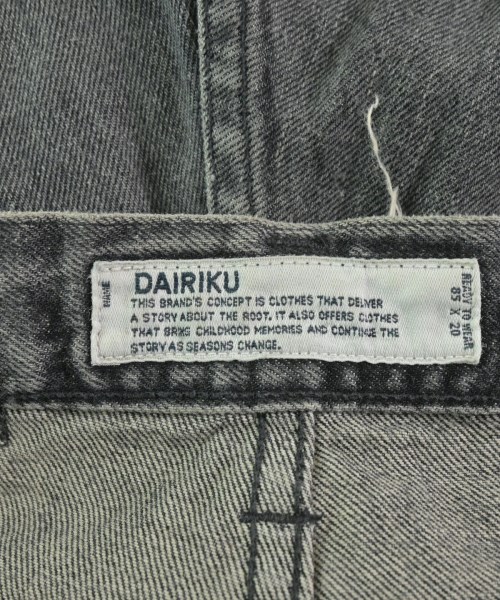 NAME
DAIRIKU
THIS BRAND'S CONCEPT IS CLOTHES THAT DELIVER
A STORY ABOUT THE ROOT. IT ALSO OFFERS CLOTHES
THAT BRING CHILDHOOD MEMORIES AND CONTINUE THE
STORY AS SEASONS CHANGE.
READY TO WEAR
85 X 20